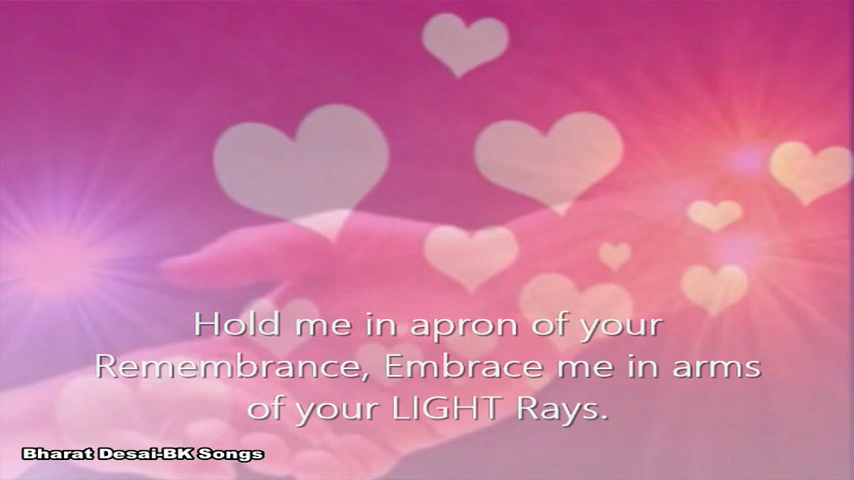 Hold me in apron of your
Remembrance, Embrace me in arms
of your LIGHT Rays.
Bharat Desai-BK Songs